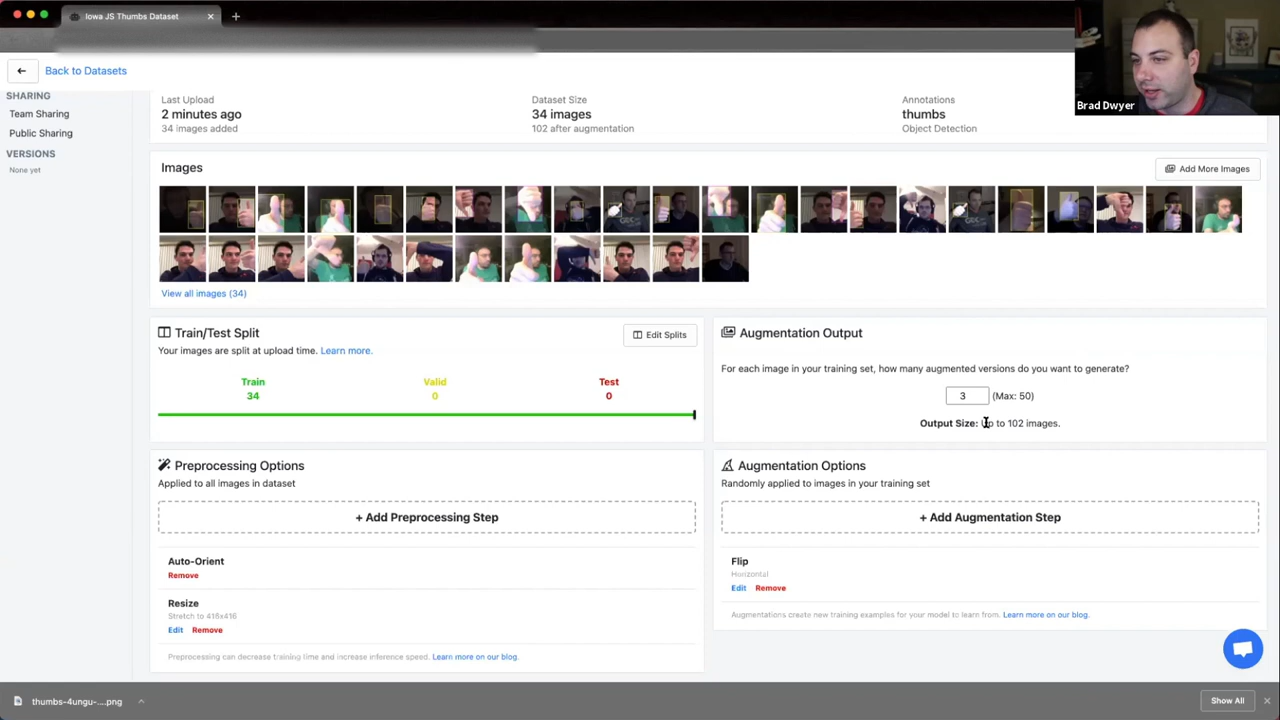 Iowa JS Thumbs Dataset
Back to Datasets
Brad Dwyer
SHARING
Team Sharing
Public Sharing
VERSIONS
None yet
Last Upload
2 minutes ago
34 images added
Dataset Size
34 images
102 after augmentation
Annotations
thumbs
Object Detection
Images
Add More Images
View all images (34)
Train/Test Split
Edit Splits
Your images are split at upload time. Learn more.
Train
34
Valid
0
Test
0
Augmentation Output
For each image in your training set, how many augmented versions do you want to generate?
3 (Max: 50)
Output Size: Up to 102 images.
Preprocessing Options
Applied to all images in dataset
+ Add Preprocessing Step
Auto-Orient
Remove
Resize
Stretch to 416x416
Edit Remove
Preprocessing can decrease training time and increase inference speed. Learn more on our blog.
Augmentation Options
Randomly applied to images in your training set
+ Add Augmentation Step
Flip
Horizontal
Edit Remove
Augmentations create new training examples for your model to learn from. Learn more on our blog.
thumbs-4ungu-....png
Show All